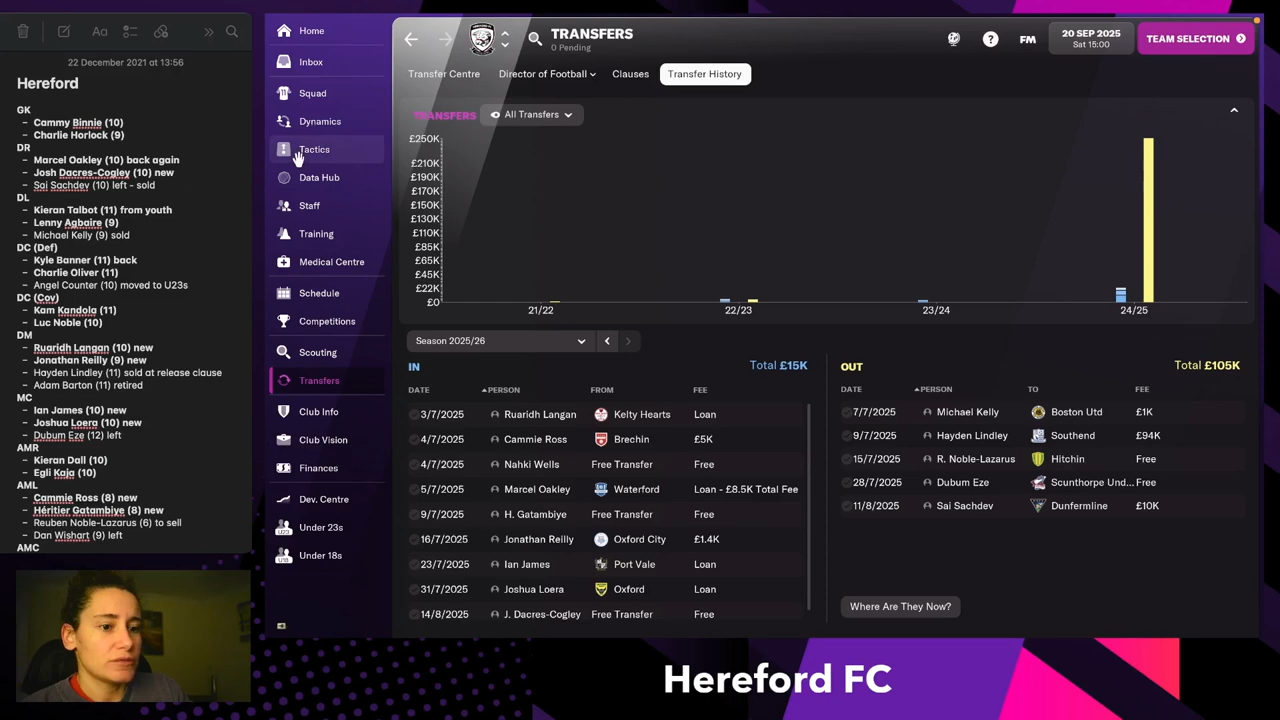 22 December 2021 at 13:56
Hereford
GK
- Cammy Binnie (10)
- Charlie Horlock (9)
DR
- Marcel Oakley (10) back again
- Josh Dacres-Cogley (10) new
- Sai Sachdev (10) left - sold
DL
- Kieran Talbot (11) from youth
- Lenny Agbaire (9)
- Michael Kelly (9) sold
DC (Def)
- Kyle Banner (11) back
- Charlie Oliver (11)
- Angel Counter (10) moved to U23s
DC (Cov)
- Kam Kandola (11)
- Luc Noble (10)
DM
- Ruaridh Langan (10) new
- Jonathan Reilly (9) new
- Hayden Lindley (11) sold at release clause
- Adam Barton (11) retired
MC
- Ian James (10) new
- Joshua Loera (10) new
- Dubum Eze (12) left
AMR
- Kieran Dall (10)
- Egli Kaja (10)
AML
- Cammie Ross (8) new
- Héritier Gatambiye (8) new
- Reuben Noble-Lazarus (6) to sell
- Dan Wishart (9) left
AMC
Home
Inbox
Squad
Dynamics
Tactics
Data Hub
Staff
Training
Medical Centre
Schedule
Competitions
Scouting
Transfers
Club Info
Club Vision
Finances
Dev. Centre
Under 23s
Under 18s
TRANSFERS
0 Pending
FM
20 SEP 2025
Sat 15:00
TEAM SELECTION
Transfer Centre Director of Football Clauses Transfer History
TRANSFERS All Transfers
£250K
£210K
£190K
£170K
£150K
£130K
£110K
£85K
£65K
£45K
£22K
£0
21/22 22/23 23/24 24/25
Season 2025/26
IN Total £15K
DATE PERSON FROM FEE
3/7/2025 Ruaridh Langan Kelty Hearts Loan
4/7/2025 Cammie Ross Brechin £5K
4/7/2025 Nahki Wells Free Transfer Free
5/7/2025 Marcel Oakley Waterford Loan - £8.5K Total Fee
9/7/2025 H. Gatambiye Free Transfer Free
16/7/2025 Jonathan Reilly Oxford City £1.4K
23/7/2025 Ian James Port Vale Loan
31/7/2025 Joshua Loera Oxford Loan
14/8/2025 J. Dacres-Cogley Free Transfer Free
OUT Total £105K
DATE PERSON TO FEE
7/7/2025 Michael Kelly Boston Utd £1K
9/7/2025 Hayden Lindley Southend £94K
15/7/2025 R. Noble-Lazarus Hitchin Free
28/7/2025 Dubum Eze Scunthorpe Und... Free
11/8/2025 Sai Sachdev Dunfermline £10K
Where Are They Now?
Hereford FC